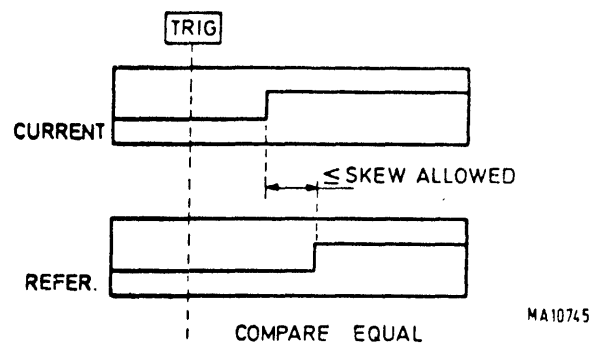 TRIG
CURRENT
≤ SKEW ALLOWED
REFER.
MA10745
COMPARE EQUAL